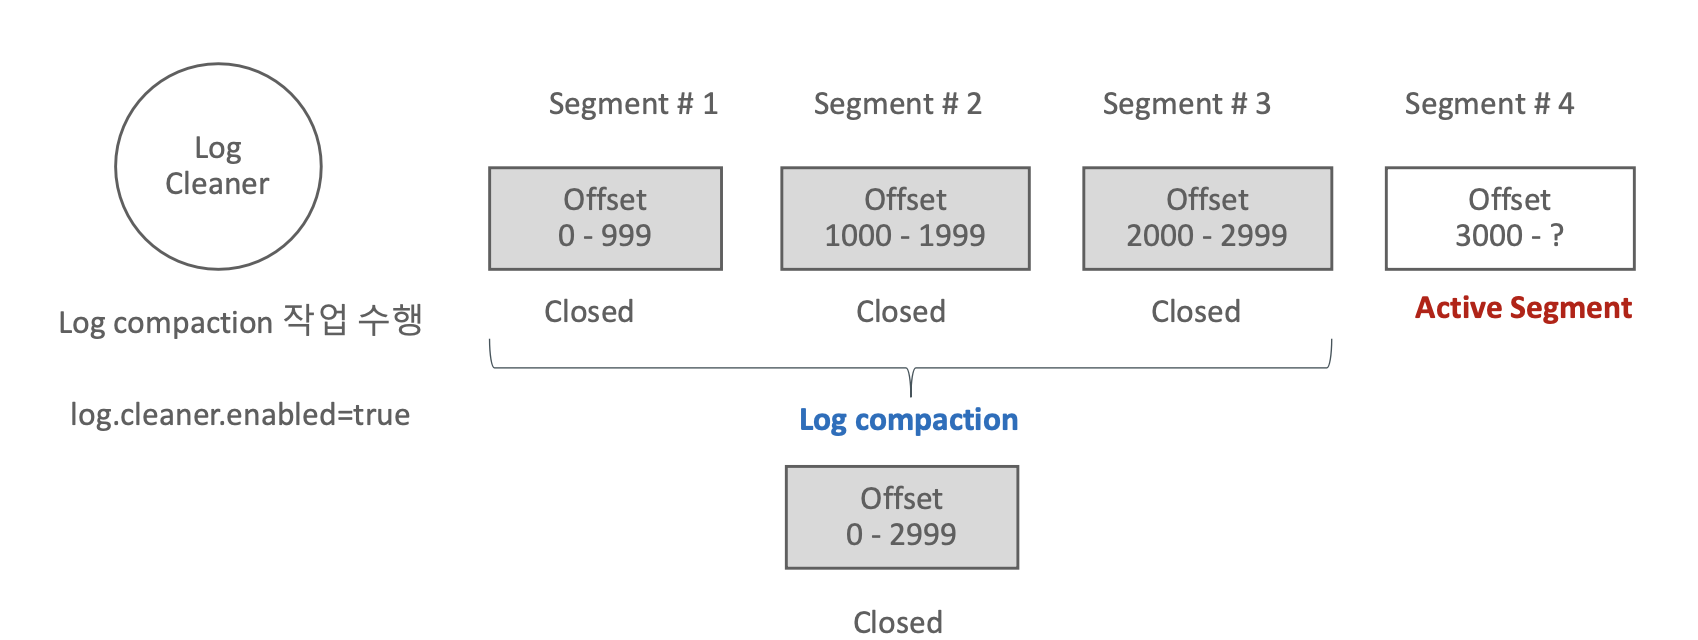 Log
Cleaner
Log compaction 작업 수행
log.cleaner.enabled=true
Segment # 1
Segment # 2
Segment # 3
Segment # 4
Offset
0 - 999
Offset
1000 - 1999
Offset
2000 - 2999
Offset
3000 - ?
Closed
Closed
Closed
Active Segment
Log compaction
Offset
0 - 2999
Closed